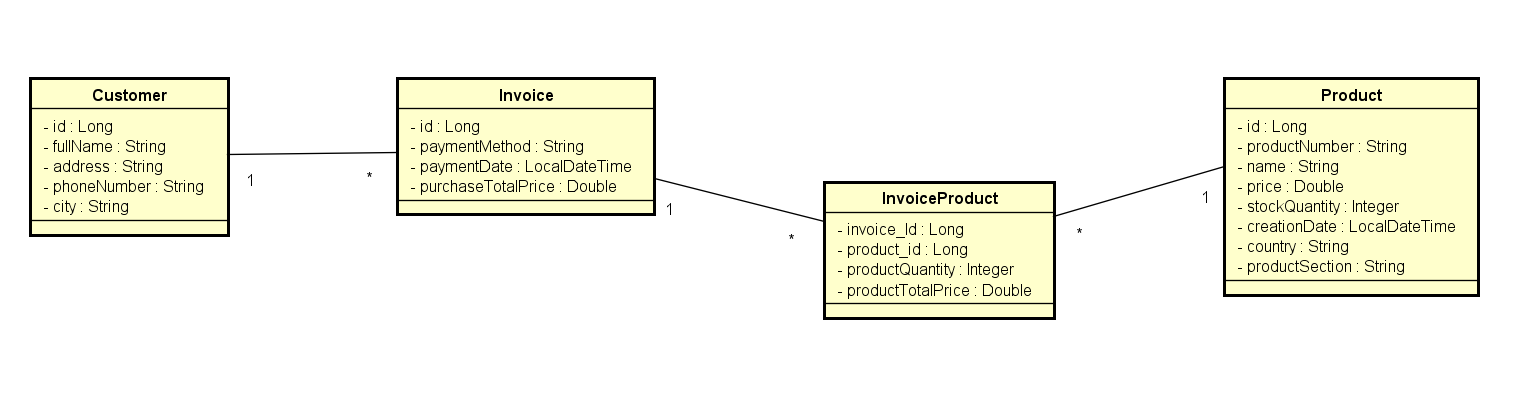 Customer
- id : Long
- fullName : String
- address : String
- phoneNumber : String
- city : String
1
*
Invoice
- id : Long
- paymentMethod : String
- paymentDate : LocalDateTime
- purchaseTotalPrice : Double
1
*
InvoiceProduct
- invoice_Id : Long
- product_id : Long
- productQuantity : Integer
- productTotalPrice : Double
*
1
Product
- id : Long
- productNumber : String
- name : String
- price : Double
- stockQuantity : Integer
- creationDate : LocalDateTime
- country : String
- productSection : String